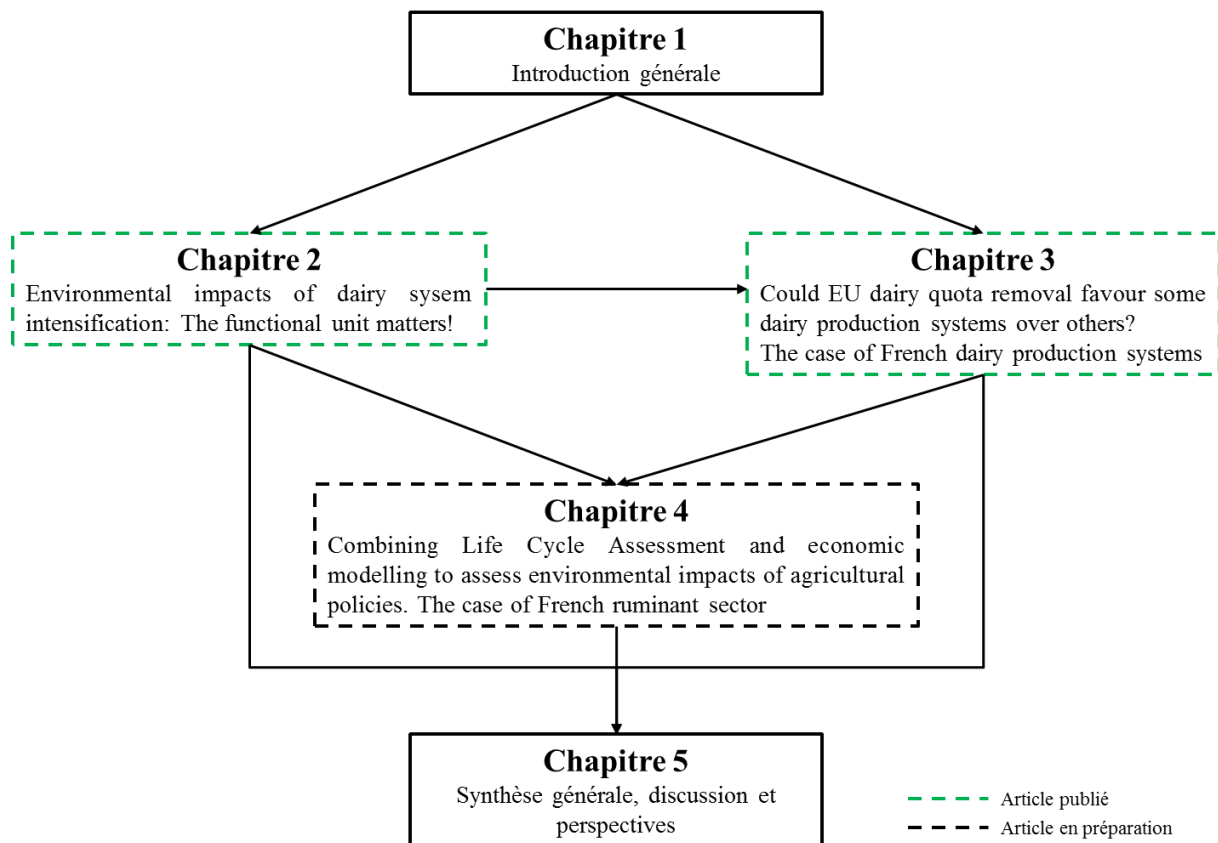 Chapitre 1
Introduction générale
Chapitre 2
Environmental impacts of dairy sysem
intensification: The functional unit matters!
Chapitre 3
Could EU dairy quota removal favour some
dairy production systems over others?
The case of French dairy production systems
Chapitre 4
Combining Life Cycle Assessment and economic
modelling to assess environmental impacts of agricultural
policies. The case of French ruminant sector
Chapitre 5
Synthèse générale, discussion et
perspectives
Article publié
Article en préparation